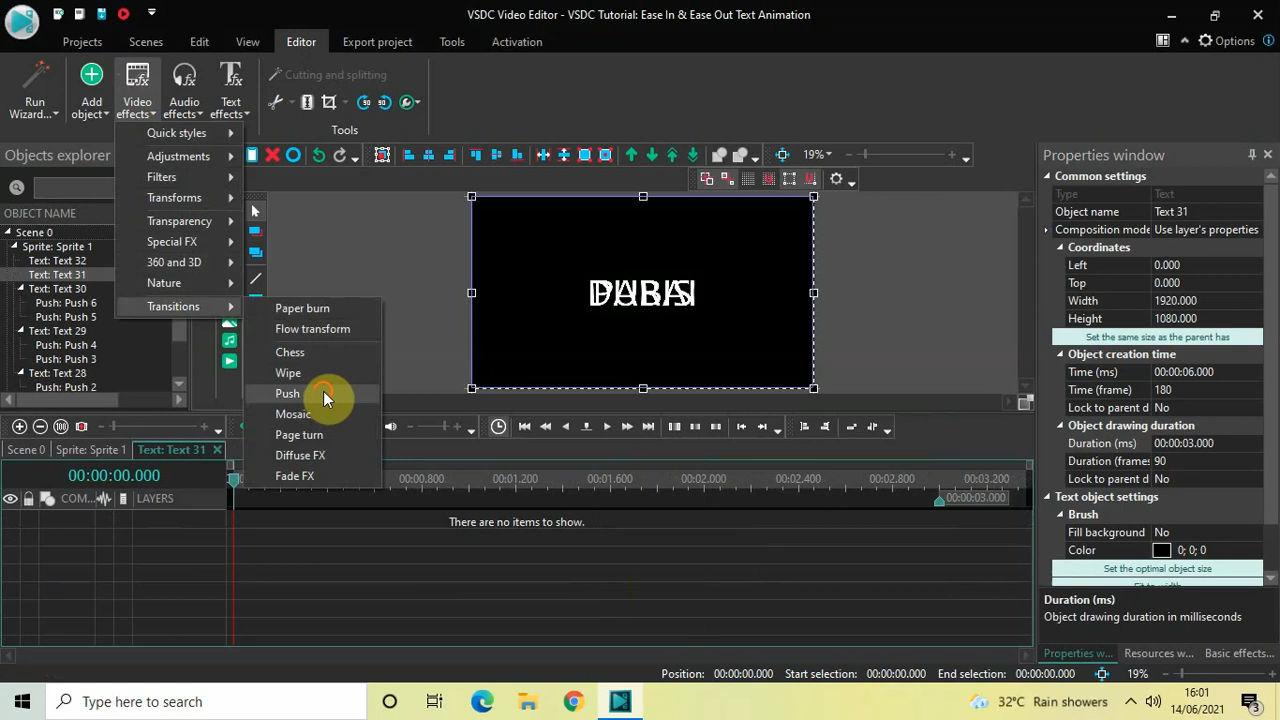 VSDC Video Editor - VSDC Tutorial: Ease In & Ease Out Text Animation
Projects
Scenes
Edit
View
Editor
Export project
Tools
Activation
Options
Run Wizard...
Add object
Video effects
Audio effects
Text effects
Cutting and splitting
Tools
Quick styles
Adjustments
Filters
Transforms
Transparency
Special FX
360 and 3D
Nature
Transitions
Paper burn
Flow transform
Chess
Wipe
Push
Mosaic
Page turn
Diffuse FX
Fade FX
Objects explorer
OBJECT NAME
Scene 0
Sprite: Sprite 1
Text: Text 32
Text: Text 31
Text: Text 30
Push: Push 6
Push: Push 5
Text: Text 29
Push: Push 4
Push: Push 3
Text: Text 28
Push: Push 2
19%
Properties window
Common settings
Type Text
Object name Text 31
Composition mode Use layer's properties
Coordinates
Left 0.000
Top 0.000
Width 1920.000
Height 1080.000
Set the same size as the parent has
Object creation time
Time (ms) 00:00:06.000
Time (frame) 180
Lock to parent d No
Object drawing duration
Duration (ms) 00:00:03.000
Duration (frames 90
Lock to parent d No
Text object settings
Brush
Fill background No
Color 0; 0; 0
Set the optimal object size
Fit to width
Duration (ms)
Object drawing duration in milliseconds
Properties w...
Resources w...
Basic effects...
Scene 0
Sprite: Sprite 1
Text: Text 31
00:00:00.000
00:00.800
00:01.200
00:01.600
00:02.000
00:02.400
00:02.800
00:03.200
00:00:03.000
COM...
LAYERS
There are no items to show.
Position: 00:00:00.000
Start selection: 00:00:00.000
End selection: 00:00:00.000
19%
Type here to search
32°C Rain showers
16:01
14/06/2021
3